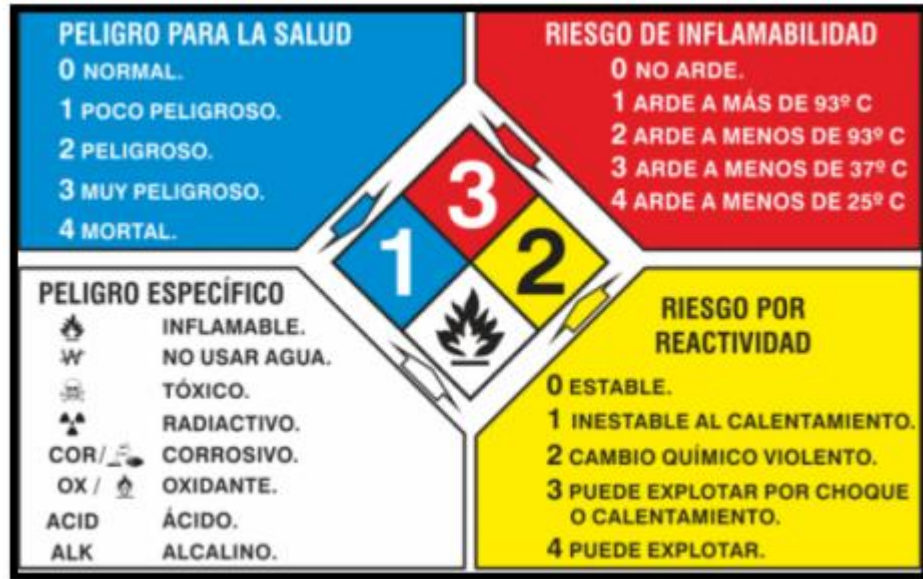 PELIGRO PARA LA SALUD
0 NORMAL.
1 POCO PELIGROSO.
2 PELIGROSO.
3 MUY PELIGROSO.
4 MORTAL.
RIESGO DE INFLAMABILIDAD
0 NO ARDE.
1 ARDE A MÁS DE 93º C
2 ARDE A MENOS DE 93º C
3 ARDE A MENOS DE 37º C
4 ARDE A MENOS DE 25º C
3
1
2
PELIGRO ESPECÍFICO
INFLAMABLE.
W NO USAR AGUA.
TÓXICO.
RADIACTIVO.
COR/ CORROSIVO.
OX / OXIDANTE.
ACID ÁCIDO.
ALK ALCALINO.
RIESGO POR
REACTIVIDAD
0 ESTABLE.
1 INESTABLE AL CALENTAMIENTO.
2 CAMBIO QUÍMICO VIOLENTO.
3 PUEDE EXPLOTAR POR CHOQUE
O CALENTAMIENTO.
4 PUEDE EXPLOTAR.